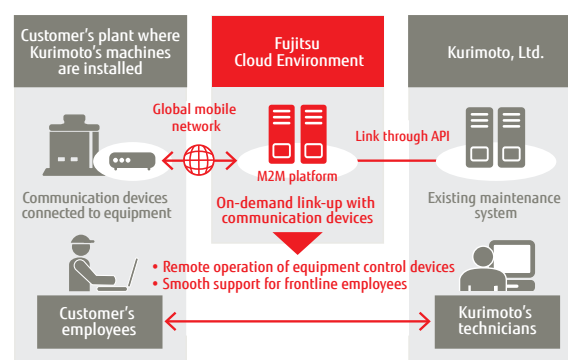 Customer's plant where
Kurimoto's machines
are installed
Fujitsu
Cloud Environment
Kurimoto, Ltd.
Global mobile
network
Link through API
M2M platform
Communication devices
connected to equipment
On-demand link-up with
communication devices
Existing maintenance
system
• Remote operation of equipment control devices
• Smooth support for frontline employees
Customer's
employees
Kurimoto's
technicians